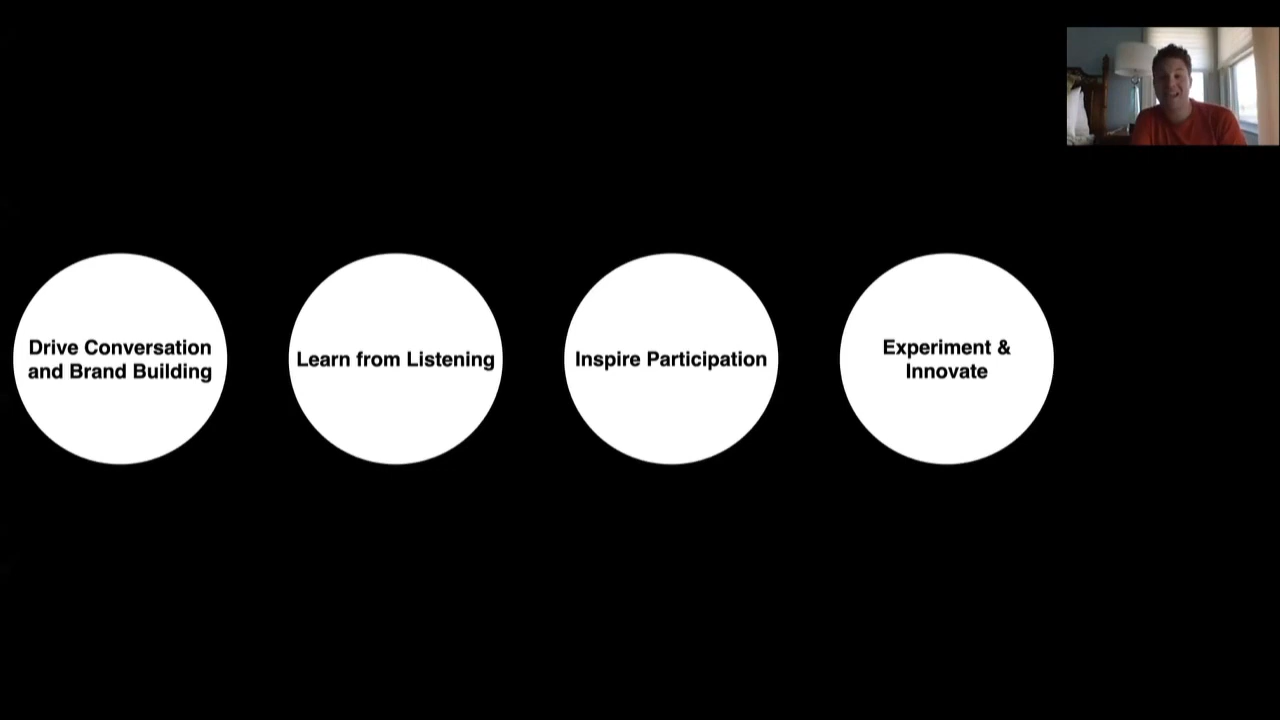 Drive Conversation
and Brand Building
Learn from Listening
Inspire Participation
Experiment &
Innovate